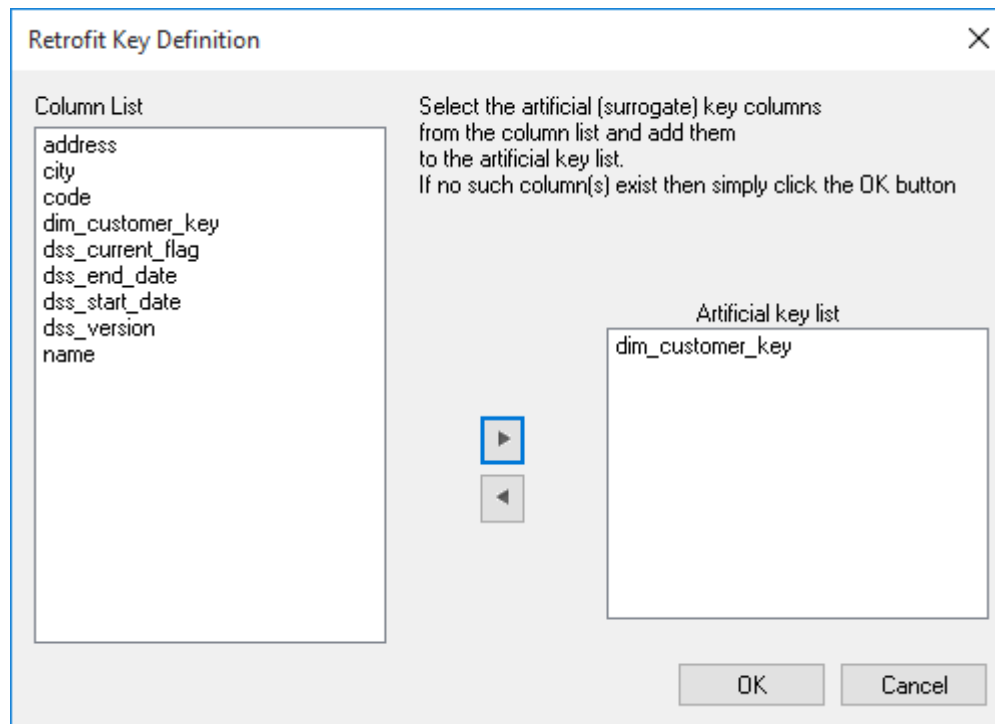 Retrofit Key Definition
Column List
address
city
code
dim_customer_key
dss_current_flag
dss_end_date
dss_start_date
dss_version
name
Select the artificial (surrogate) key columns
from the column list and add them
to the artificial key list.
If no such column(s) exist then simply click the OK button
Artificial key list
dim_customer_key
OK
Cancel